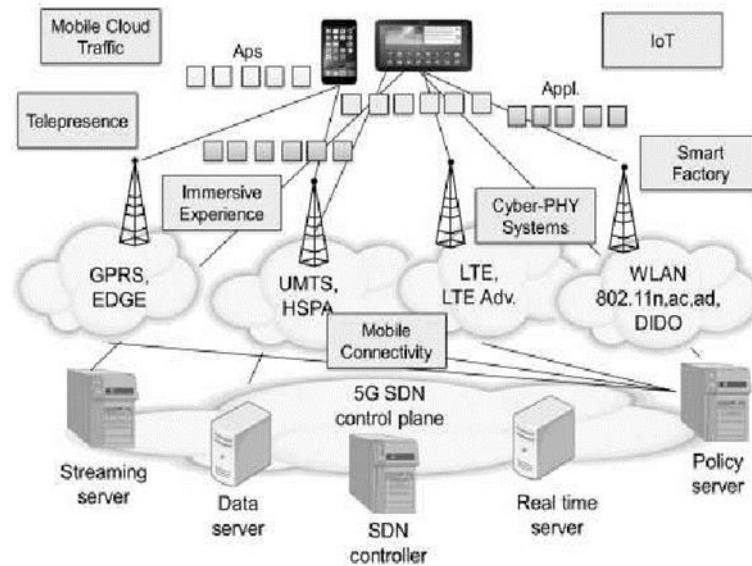 Mobile Cloud
Traffic
Aps
IoT
Appl.
Telepresence
Smart
Factory
Immersive
Experience
Cyber-PHY
Systems
GPRS,
EDGE
UMTS,
HSPA
LTE,
LTE Adv.
WLAN
802.11n,ac,ad,
DIDO
Mobile
Connectivity
5G SDN
control plane
Streaming
server
Data
server
SDN
controller
Real time
server
Policy
server